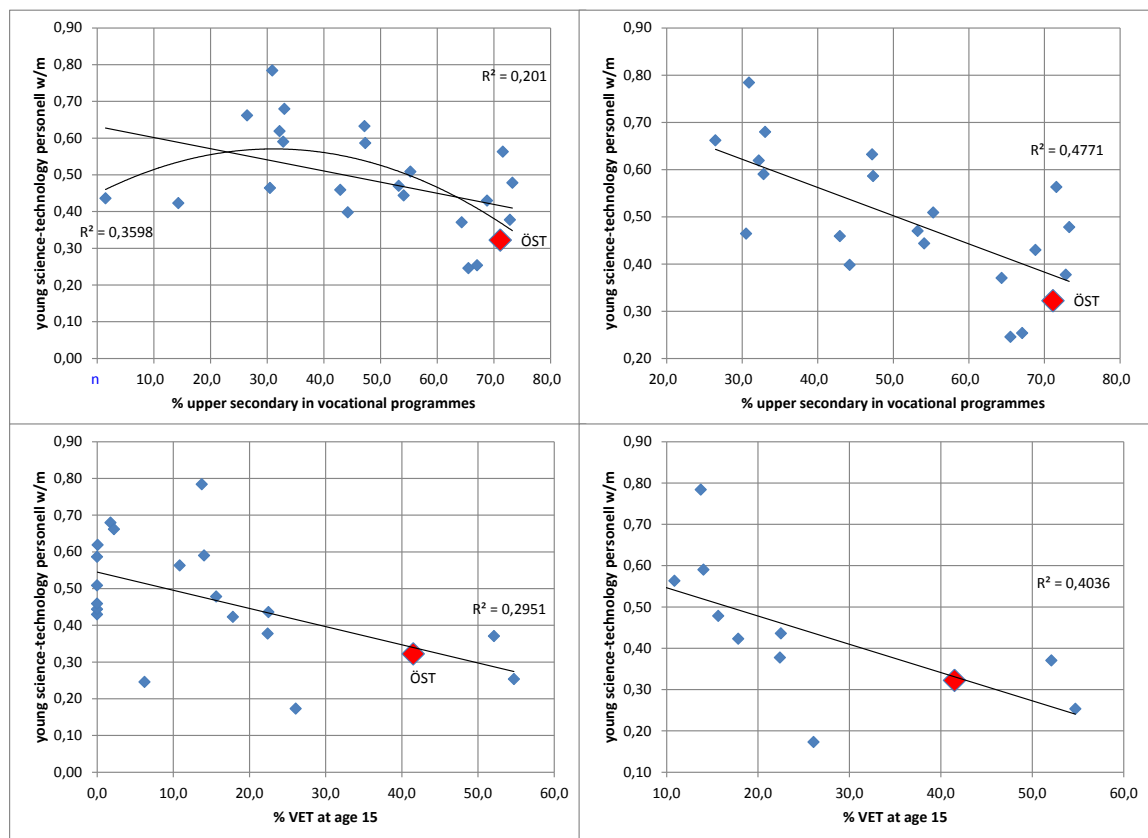 young science-technology personell w/m
0,90
0,80
0,70
0,60
0,50
0,40
0,30
0,20
0,10
0,00
R² = 0,201
R² = 0,3598
ÖST
n 10,0 20,0 30,0 40,0 50,0 60,0 70,0 80,0
% upper secondary in vocational programmes
young science-technology personell w/m
0,90
0,80
0,70
0,60
0,50
0,40
0,30
0,20
R² = 0,4771
ÖST
20,0 30,0 40,0 50,0 60,0 70,0 80,0
% upper secondary in vocational programmes
young science-technology personell w/m
0,90
0,80
0,70
0,60
0,50
0,40
0,30
0,20
0,10
0,00
R² = 0,2951
ÖST
0,0 10,0 20,0 30,0 40,0 50,0 60,0
% VET at age 15
young science-technology personell w/m
0,90
0,80
0,70
0,60
0,50
0,40
0,30
0,20
0,10
R² = 0,4036
10,0 20,0 30,0 40,0 50,0 60,0
% VET at age 15